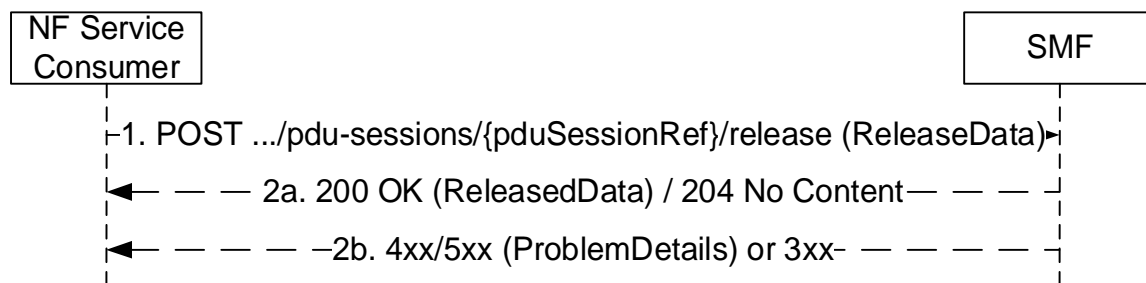 NF Service
Consumer
SMF
1. POST .../pdu-sessions/{pduSessionRef}/release (ReleaseData)
2a. 200 OK (ReleasedData) / 204 No Content
2b. 4xx/5xx (ProblemDetails) or 3xx